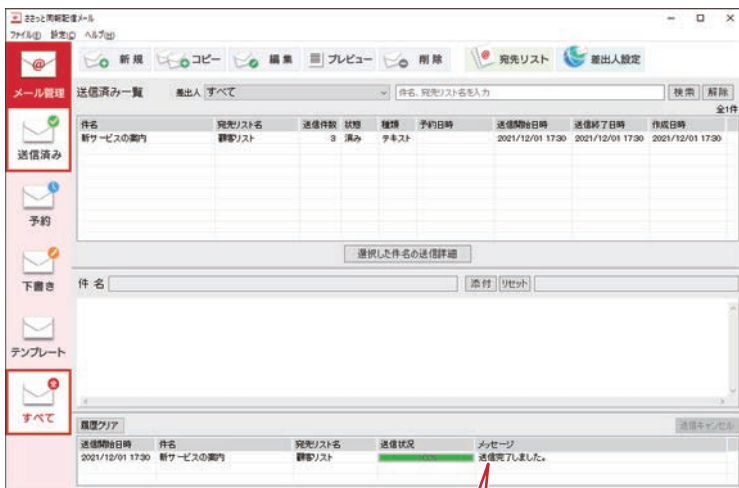 ささっと同報配信メール
ファイル(F) 設定(O) ヘルプ(H)
新規 コピー 編集 プレビュー 削除 宛先リスト 差出人設定
メール管理
送信済み一覧 差出人 すべて 件名、宛先リスト名を入力 検索 解除
全1件
件名 宛先リスト名 送信件数 状態 種類 予約日時 送信開始日時 送信終了日時 作成日時
新サービスの案内 顧客リスト 3 済み テキスト 2021/12/01 17:30 2021/12/01 17:30 2021/12/01 17:30
送信済み
予約
選択した件名の送信詳細
下書き
件 名 添付 リセット
テンプレート
すべて
履歴クリア 送信キャンセル
送信開始日時 件名 宛先リスト名 送信状況 メッセージ
2021/12/01 17:30 新サービスの案内 顧客リスト 100% 送信完了しました。